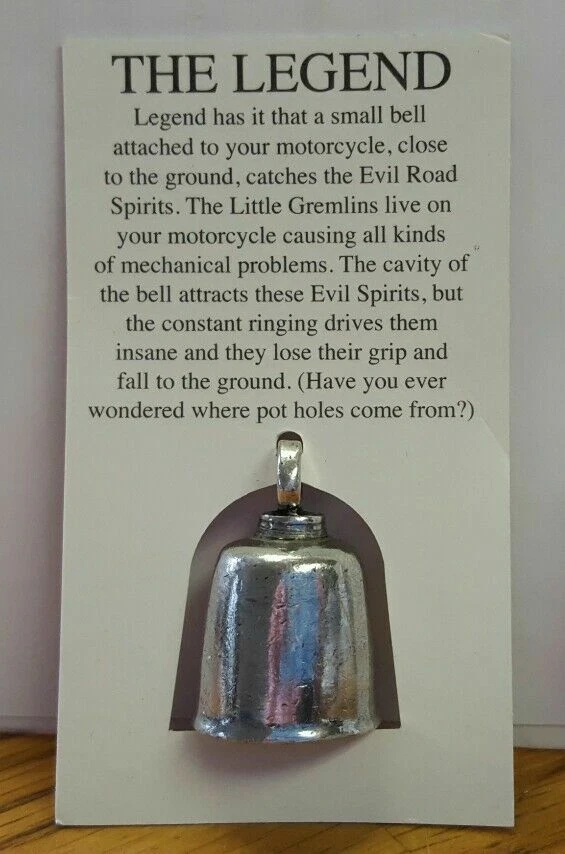 THE LEGEND
Legend has it that a small bell
attached to your motorcycle, close
to the ground, catches the Evil Road
Spirits. The Little Gremlins live on
your motorcycle causing all kinds
of mechanical problems. The cavity of
the bell attracts these Evil Spirits, but
the constant ringing drives them
insane and they lose their grip and
fall to the ground. (Have you ever
wondered where pot holes come from?)